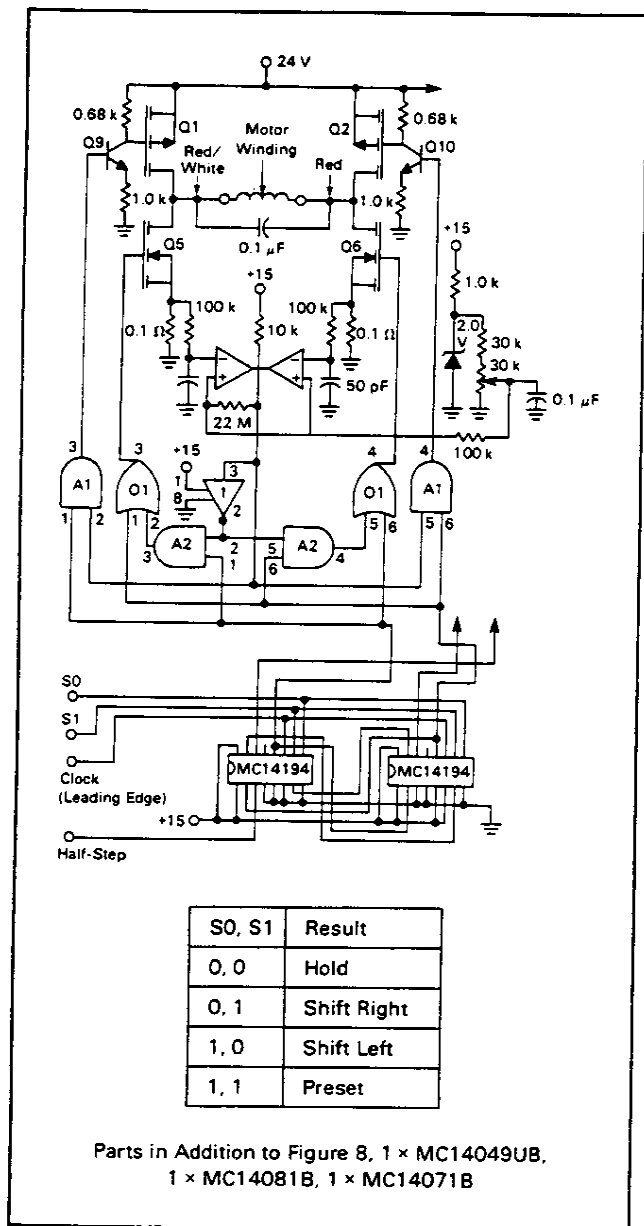 24 V
0.68 k
Q1
Q2
0.68 k
Q9
Motor
Winding
Q10
Red/
White
Red
1.0 k
1.0 k
0.1 µF
Q5
Q6
+15
+15
1.0 k
100 k
100 k
0.1 Ω
10 k
0.1 Ω
2.0
V
30 k
30 k
−
−
+
+
50 pF
0.1 µF
22 M
100 k
3
3
+15
4
4
A1
O1
1
8
3
1
2
O1
A1
1
2
1
2
3
A2
2
1
5
6
A2
4
5
6
5
6
S0
S1
Clock
(Leading Edge)
MC14194
MC14194
+15
Half-Step
S0, S1 Result
0, 0 Hold
0, 1 Shift Right
1, 0 Shift Left
1, 1 Preset
Parts in Addition to Figure 8, 1 × MC14049UB,
1 × MC14081B, 1 × MC14071B